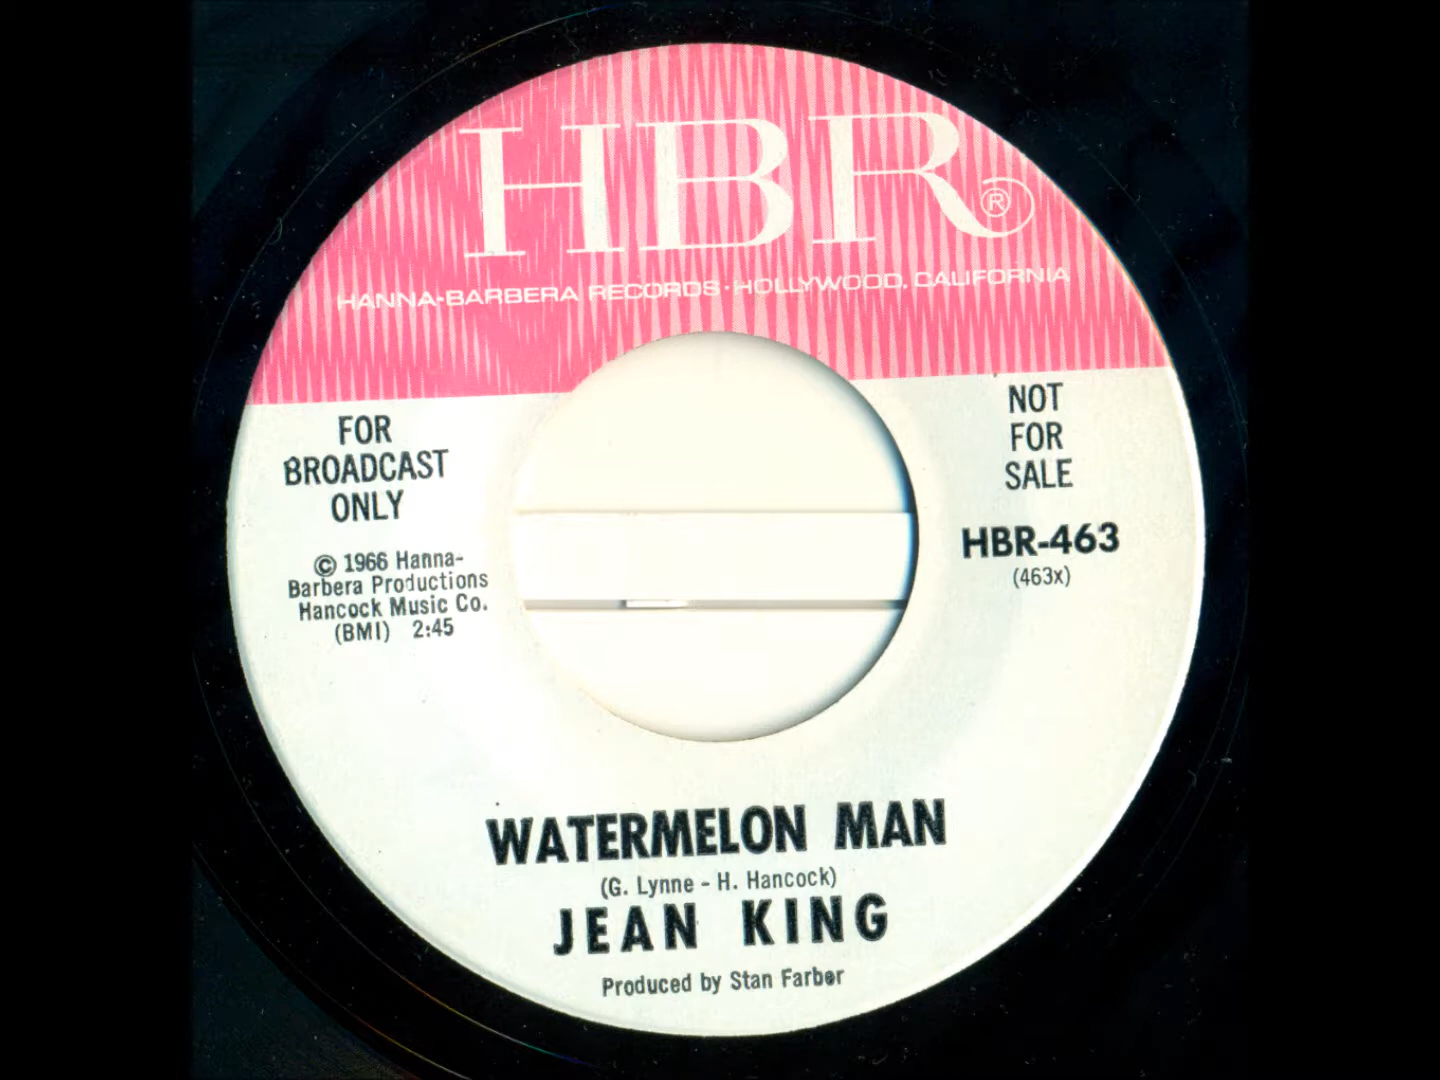 HBR®
HANNA-BARBERA RECORDS · HOLLYWOOD, CALIFORNIA
FOR
BROADCAST
ONLY
© 1966 Hanna-
Barbera Productions
Hancock Music Co.
(BMI) 2:45
NOT
FOR
SALE
HBR-463
(463x)
WATERMELON MAN
(G. Lynne - H. Hancock)
JEAN KING
Produced by Stan Farber